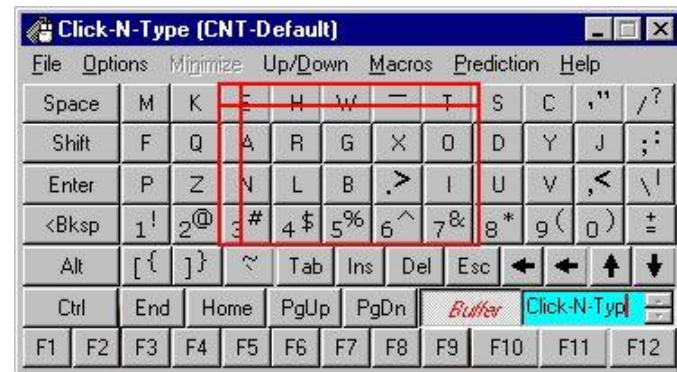 Click-N-Type (CNT-Default)
File Options Minimize Up/Down Macros Prediction Help
Space M K E H W _ T S C ' " / ?
Shift F Q A R G X O D Y J ; :
Enter P Z N L B . > I U V , < \ |
<Bksp 1 ! 2 @ 3 # 4 $ 5 % 6 ^ 7 & 8 * 9 ( 0 ) + =
Alt [ { ] } ~ Tab Ins Del Esc ← ← ↑ ↓
Ctrl End Home PgUp PgDn Buffer Click-N-Typ
F1 F2 F3 F4 F5 F6 F7 F8 F9 F10 F11 F12